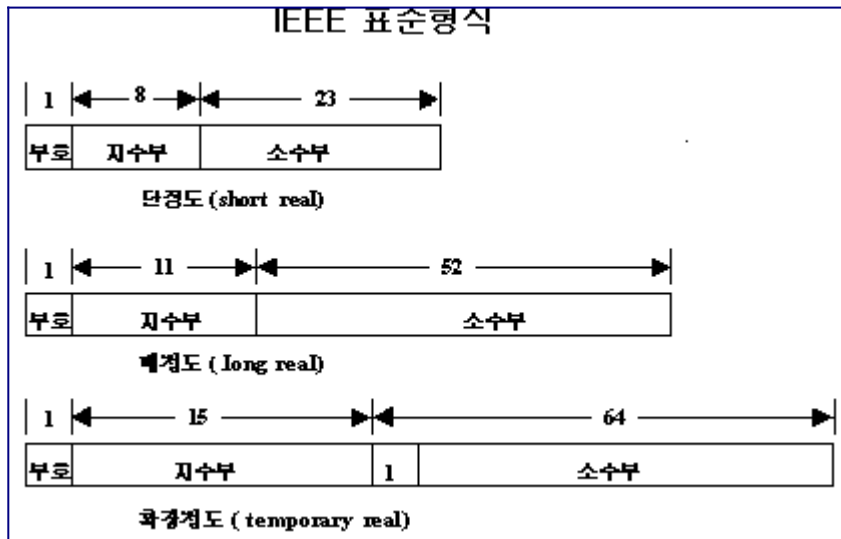 IEEE 표준형식
1 8 23
부호 지수부 소수부
단정도 (short real)
1 11 52
부호 지수부 소수부
배정도 ( long real)
1 15 64
부호 지수부 1 소수부
확장정도 ( temporary real)